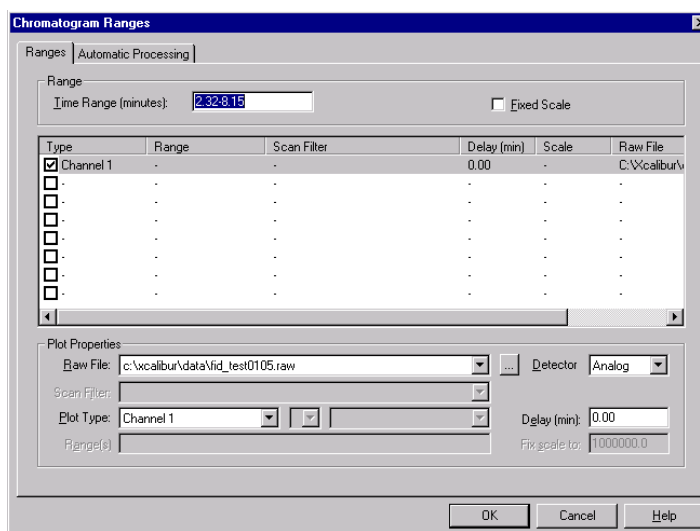 Chromatogram Ranges
Ranges Automatic Processing
Range
Time Range (minutes): 2.32-8.15 Fixed Scale
Type Range Scan Filter Delay (min) Scale Raw File
Channel 1 - - 0.00 - C:\Xcalibur\
- - - - - -
- - - - - -
- - - - - -
- - - - - -
- - - - - -
- - - - - -
- - - - - -
Plot Properties
Raw File: c:\xcalibur\data\fid_test0105.raw ... Detector Analog
Scan Filter:
Plot Type: Channel 1 Delay (min): 0.00
Range(s) Fix scale to: 1000000.0
OK Cancel Help